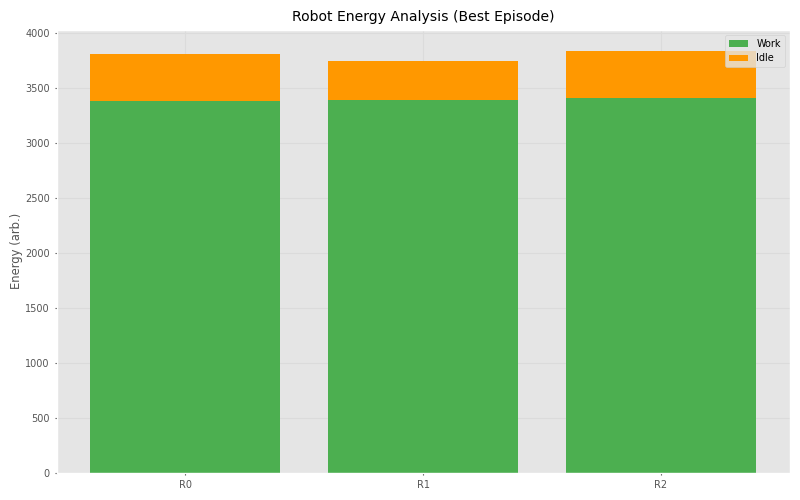 Robot Energy Analysis (Best Episode)
Energy (arb.)
4000
3500
3000
2500
2000
1500
1000
500
0
R0
R1
R2
Work
Idle